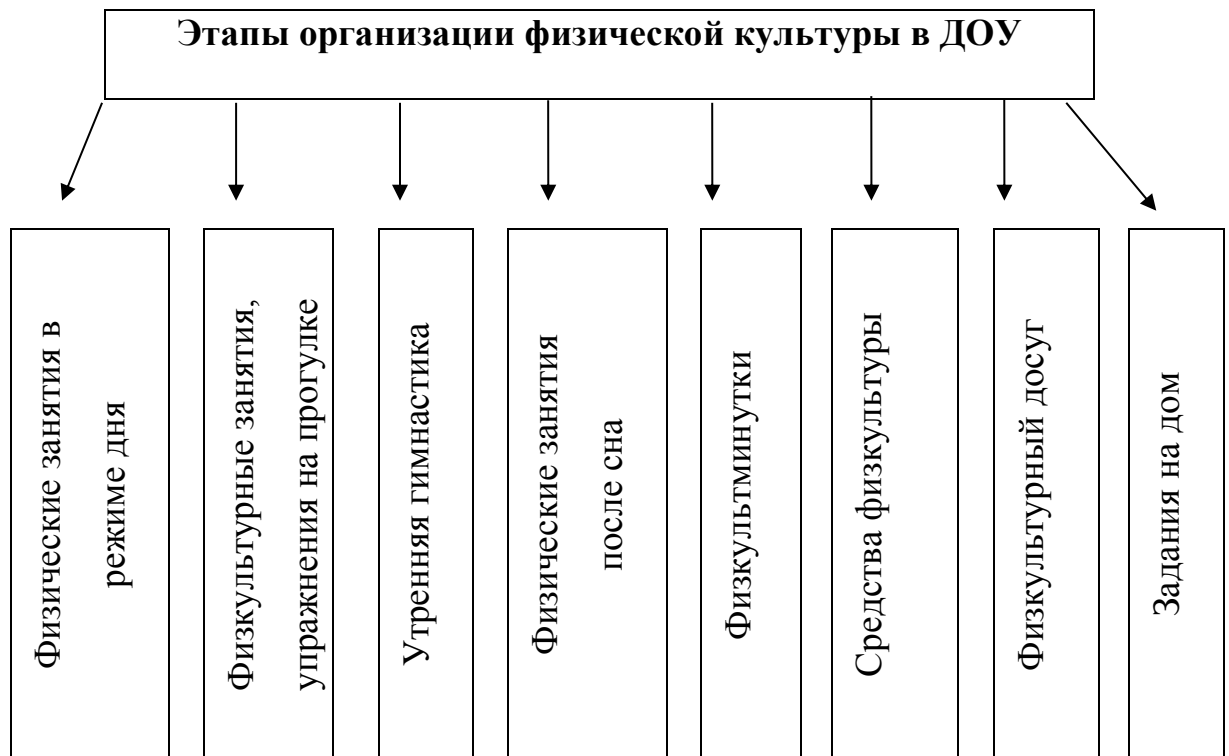 Этапы организации физической культуры в ДОУ
Физические занятия в
режиме дня
Физкультурные занятия,
упражнения на прогулке
Утренняя гимнастика
Физические занятия
после сна
Физкультминутки
Средства физкультуры
Физкультурный досуг
Задания на дом